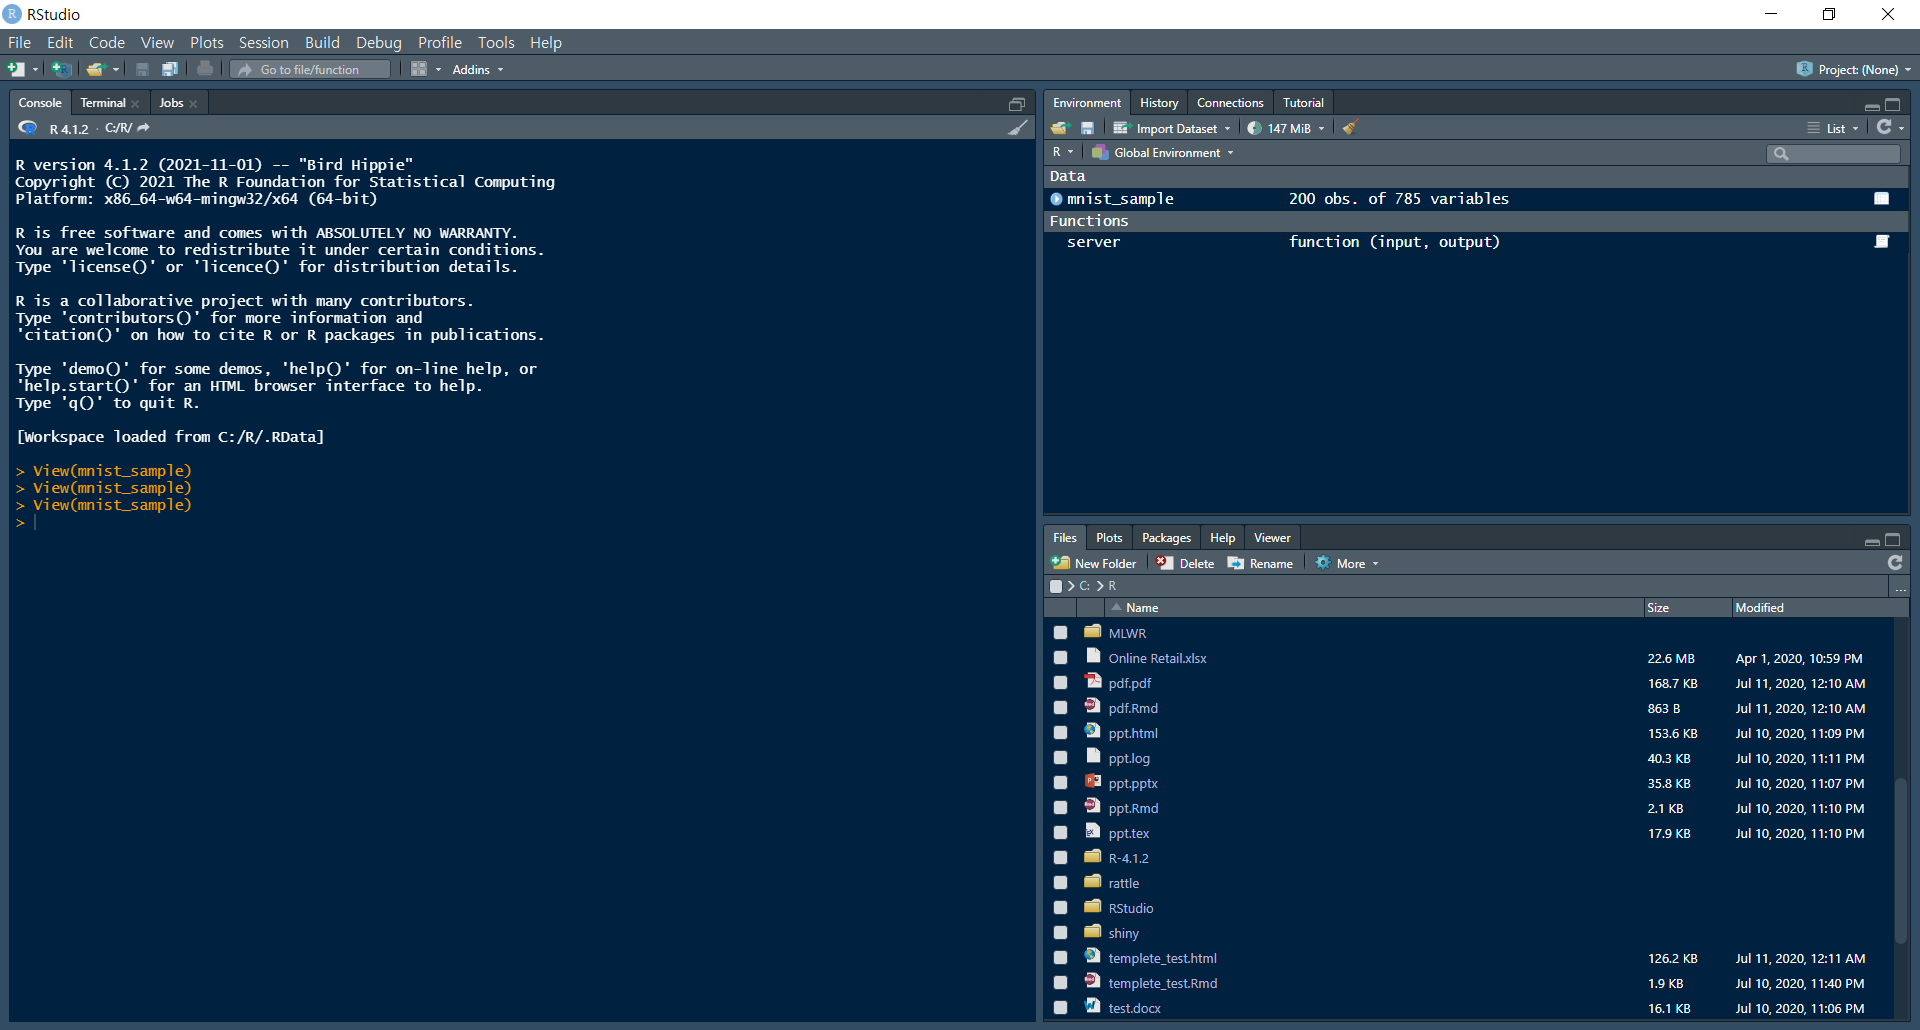 RStudio
File Edit Code View Plots Session Build Debug Profile Tools Help
Go to file/function Addins Project: (None)
Console Terminal Jobs
R 4.1.2 · C:/R/
R version 4.1.2 (2021-11-01) -- "Bird Hippie"
Copyright (C) 2021 The R Foundation for Statistical Computing
Platform: x86_64-w64-mingw32/x64 (64-bit)
R is free software and comes with ABSOLUTELY NO WARRANTY.
You are welcome to redistribute it under certain conditions.
Type 'license()' or 'licence()' for distribution details.
R is a collaborative project with many contributors.
Type 'contributors()' for more information and
'citation()' on how to cite R or R packages in publications.
Type 'demo()' for some demos, 'help()' for on-line help, or
'help.start()' for an HTML browser interface to help.
Type 'q()' to quit R.
[Workspace loaded from C:/R/.RData]
> View(mnist_sample)
> View(mnist_sample)
> View(mnist_sample)
>
Environment History Connections Tutorial
Import Dataset 147 MiB List
R Global Environment
Data
mnist_sample 200 obs. of 785 variables
Functions
server function (input, output)
Files Plots Packages Help Viewer
New Folder Delete Rename More
C: R ...
Name Size Modified
MLWR
Online Retail.xlsx 22.6 MB Apr 1, 2020, 10:59 PM
pdf.pdf 168.7 KB Jul 11, 2020, 12:10 AM
pdf.Rmd 863 B Jul 11, 2020, 12:10 AM
ppt.html 153.6 KB Jul 10, 2020, 11:09 PM
ppt.log 40.3 KB Jul 10, 2020, 11:11 PM
ppt.pptx 35.8 KB Jul 10, 2020, 11:07 PM
ppt.Rmd 2.1 KB Jul 10, 2020, 11:10 PM
ppt.tex 17.9 KB Jul 10, 2020, 11:10 PM
R-4.1.2
rattle
RStudio
shiny
templete_test.html 126.2 KB Jul 11, 2020, 12:11 AM
templete_test.Rmd 1.9 KB Jul 10, 2020, 11:40 PM
test.docx 16.1 KB Jul 10, 2020, 11:06 PM